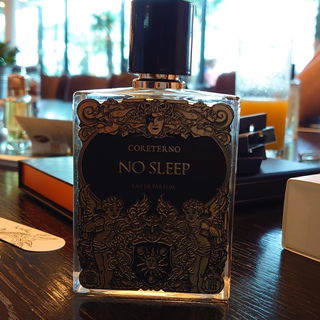 CORETERNO
NO SLEEP
EAU DE PARFUM